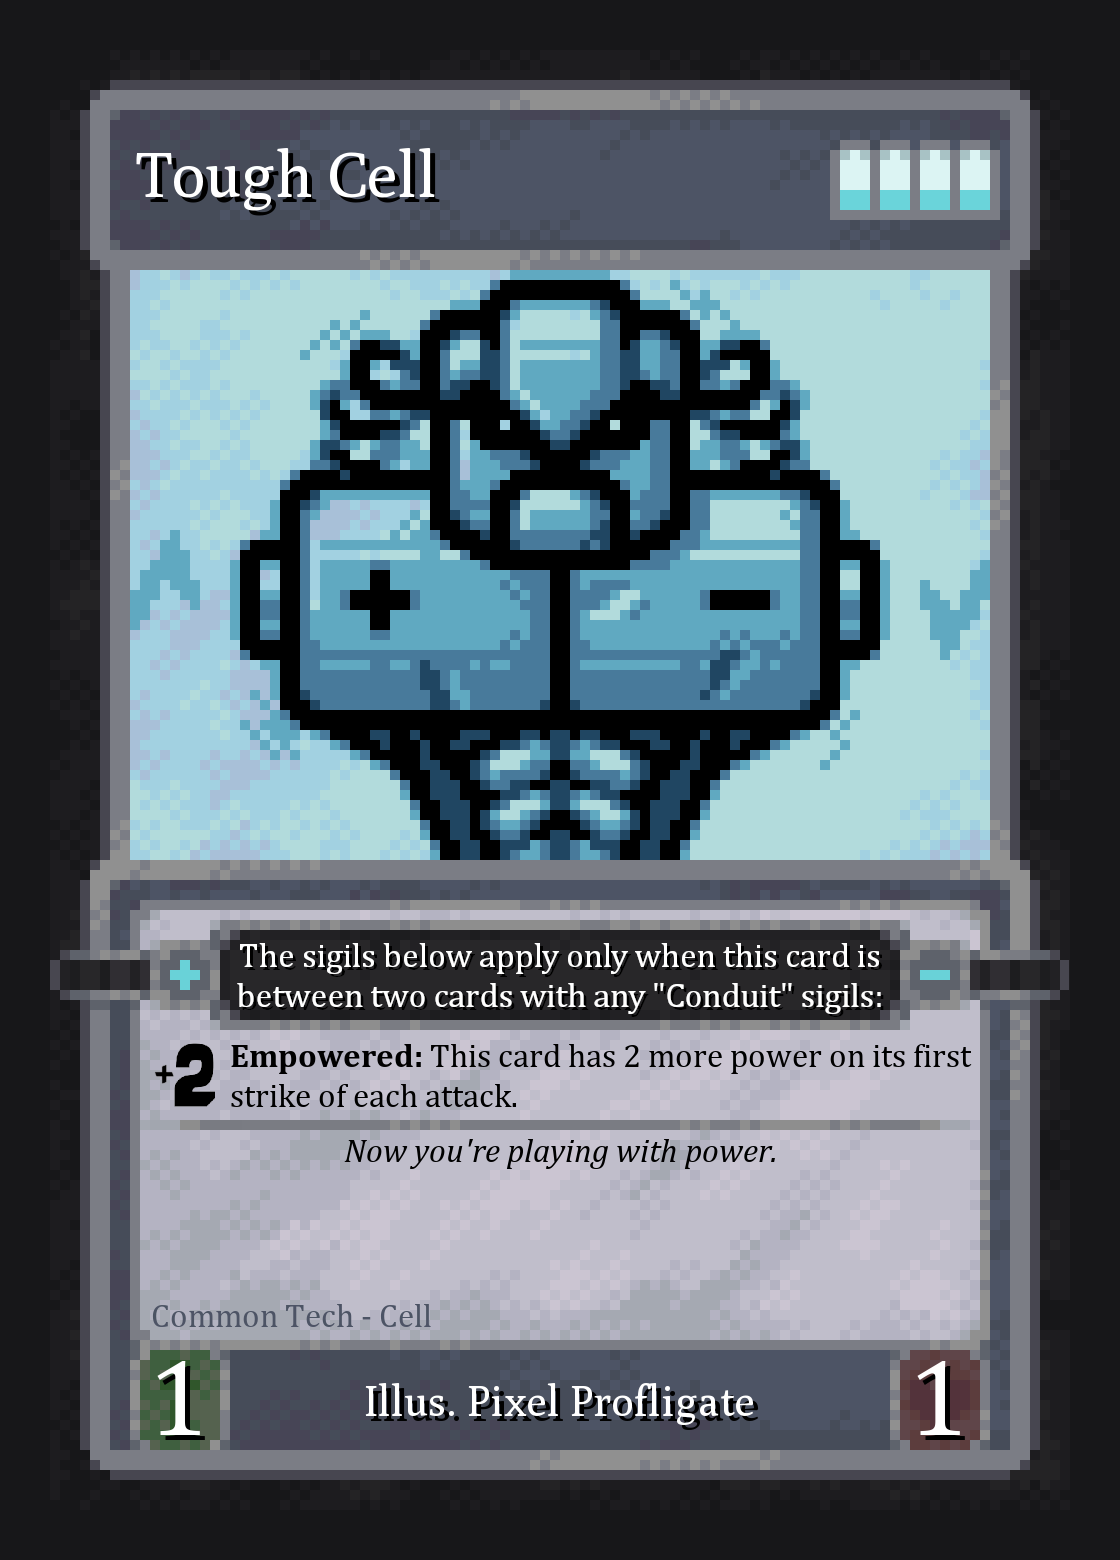 Tough Cell
+ -
The sigils below apply only when this card is
between two cards with any "Conduit" sigils:
+2 Empowered: This card has 2 more power on its first
strike of each attack.
Now you're playing with power.
Common Tech - Cell
1 Illus. Pixel Profligate 1